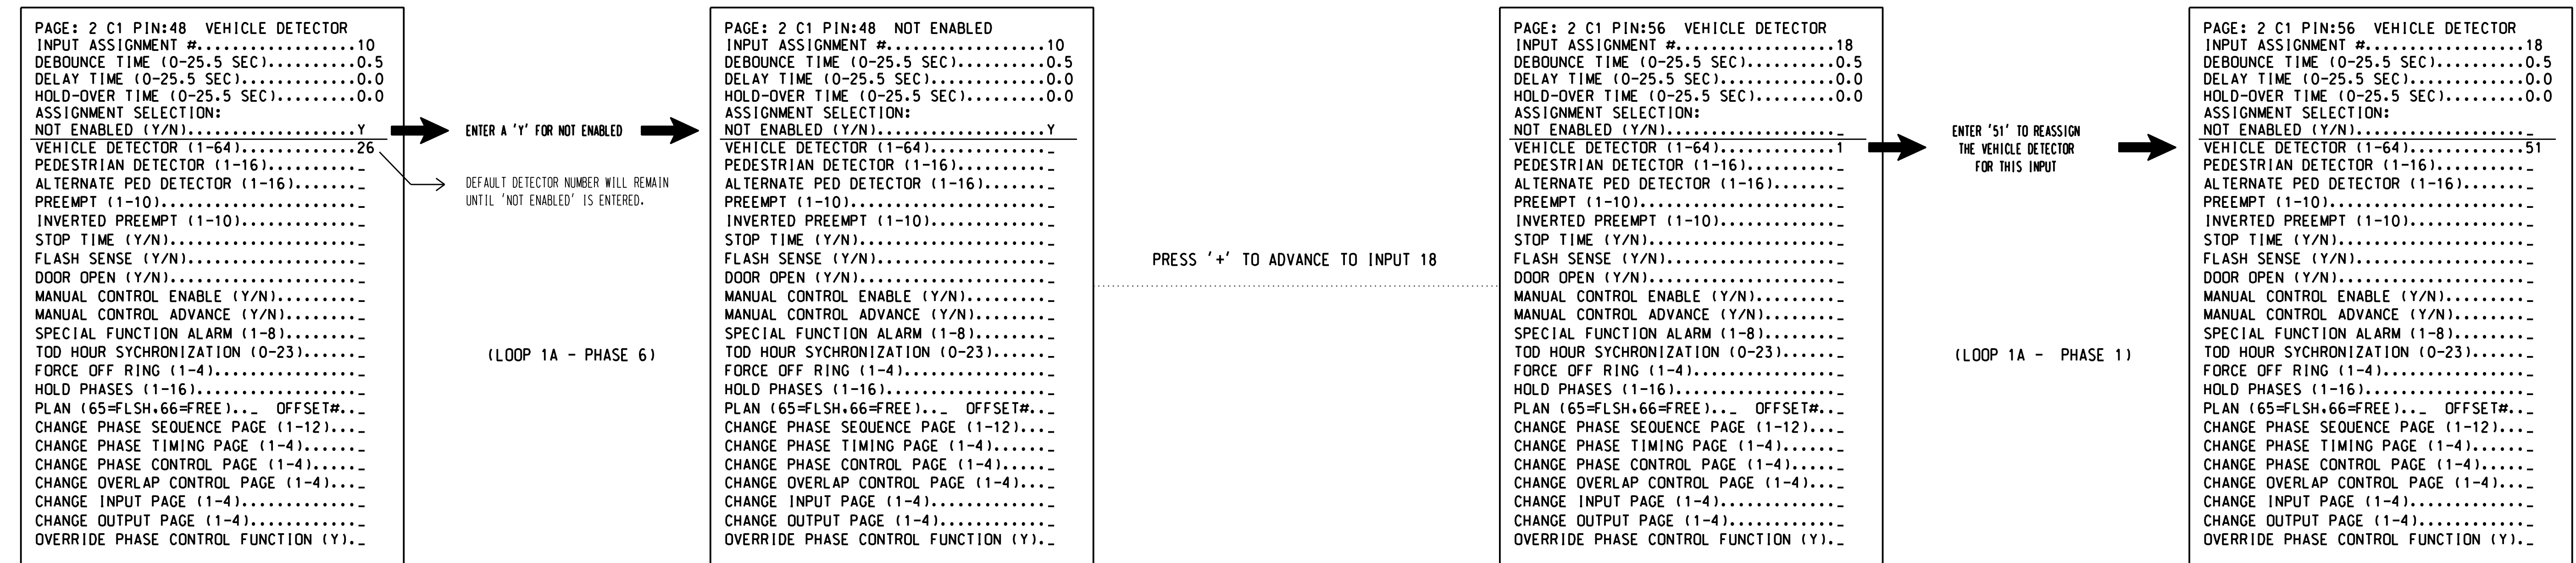 PAGE: 2 C1 PIN:48 VEHICLE DETECTOR
INPUT ASSIGNMENT #..................10
DEBOUNCE TIME (0-25.5 SEC)..........0.5
DELAY TIME (0-25.5 SEC).............0.0
HOLD-OVER TIME (0-25.5 SEC).........0.0
ASSIGNMENT SELECTION:
NOT ENABLED (Y/N)...................Y
VEHICLE DETECTOR (1-64).............26
PEDESTRIAN DETECTOR (1-16).........._
ALTERNATE PED DETECTOR (1-16)......._
PREEMPT (1-10)......................_
INVERTED PREEMPT (1-10)............._
STOP TIME (Y/N)....................._
FLASH SENSE (Y/N)..................._
DOOR OPEN (Y/N)....................._
MANUAL CONTROL ENABLE (Y/N)........._
MANUAL CONTROL ADVANCE (Y/N)........_
SPECIAL FUNCTION ALARM (1-8)........_
TOD HOUR SYCHRONIZATION (0-23)......_
FORCE OFF RING (1-4)................_
HOLD PHASES (1-16).................._
PLAN (65=FLSH,66=FREE).._ OFFSET#.._
CHANGE PHASE SEQUENCE PAGE (1-12)..._
CHANGE PHASE TIMING PAGE (1-4)......_
CHANGE PHASE CONTROL PAGE (1-4)....._
CHANGE OVERLAP CONTROL PAGE (1-4)..._
CHANGE INPUT PAGE (1-4)............._
CHANGE OUTPUT PAGE (1-4)............_
OVERRIDE PHASE CONTROL FUNCTION (Y)._
ENTER A 'Y' FOR NOT ENABLED
DEFAULT DETECTOR NUMBER WILL REMAIN
UNTIL 'NOT ENABLED' IS ENTERED.
(LOOP 1A - PHASE 6)
PAGE: 2 C1 PIN:48 NOT ENABLED
INPUT ASSIGNMENT #..................10
DEBOUNCE TIME (0-25.5 SEC)..........0.5
DELAY TIME (0-25.5 SEC).............0.0
HOLD-OVER TIME (0-25.5 SEC).........0.0
ASSIGNMENT SELECTION:
NOT ENABLED (Y/N)...................Y
VEHICLE DETECTOR (1-64)............._
PEDESTRIAN DETECTOR (1-16).........._
ALTERNATE PED DETECTOR (1-16)......._
PREEMPT (1-10)......................_
INVERTED PREEMPT (1-10)............._
STOP TIME (Y/N)....................._
FLASH SENSE (Y/N)..................._
DOOR OPEN (Y/N)....................._
MANUAL CONTROL ENABLE (Y/N)........._
MANUAL CONTROL ADVANCE (Y/N)........_
SPECIAL FUNCTION ALARM (1-8)........_
TOD HOUR SYCHRONIZATION (0-23)......_
FORCE OFF RING (1-4)................_
HOLD PHASES (1-16).................._
PLAN (65=FLSH,66=FREE).._ OFFSET#.._
CHANGE PHASE SEQUENCE PAGE (1-12)..._
CHANGE PHASE TIMING PAGE (1-4)......_
CHANGE PHASE CONTROL PAGE (1-4)....._
CHANGE OVERLAP CONTROL PAGE (1-4)..._
CHANGE INPUT PAGE (1-4)............._
CHANGE OUTPUT PAGE (1-4)............_
OVERRIDE PHASE CONTROL FUNCTION (Y)._
PRESS '+' TO ADVANCE TO INPUT 18
PAGE: 2 C1 PIN:56 VEHICLE DETECTOR
INPUT ASSIGNMENT #..................18
DEBOUNCE TIME (0-25.5 SEC)..........0.5
DELAY TIME (0-25.5 SEC).............0.0
HOLD-OVER TIME (0-25.5 SEC).........0.0
ASSIGNMENT SELECTION:
NOT ENABLED (Y/N)..................._
VEHICLE DETECTOR (1-64).............1
PEDESTRIAN DETECTOR (1-16).........._
ALTERNATE PED DETECTOR (1-16)......._
PREEMPT (1-10)......................_
INVERTED PREEMPT (1-10)............._
STOP TIME (Y/N)....................._
FLASH SENSE (Y/N)..................._
DOOR OPEN (Y/N)....................._
MANUAL CONTROL ENABLE (Y/N)........._
MANUAL CONTROL ADVANCE (Y/N)........_
SPECIAL FUNCTION ALARM (1-8)........_
TOD HOUR SYCHRONIZATION (0-23)......_
FORCE OFF RING (1-4)................_
HOLD PHASES (1-16).................._
PLAN (65=FLSH,66=FREE).._ OFFSET#.._
CHANGE PHASE SEQUENCE PAGE (1-12)..._
CHANGE PHASE TIMING PAGE (1-4)......_
CHANGE PHASE CONTROL PAGE (1-4)....._
CHANGE OVERLAP CONTROL PAGE (1-4)..._
CHANGE INPUT PAGE (1-4)............._
CHANGE OUTPUT PAGE (1-4)............_
OVERRIDE PHASE CONTROL FUNCTION (Y)._
ENTER '51' TO REASSIGN
THE VEHICLE DETECTOR
FOR THIS INPUT
(LOOP 1A - PHASE 1)
PAGE: 2 C1 PIN:56 VEHICLE DETECTOR
INPUT ASSIGNMENT #..................18
DEBOUNCE TIME (0-25.5 SEC)..........0.5
DELAY TIME (0-25.5 SEC).............0.0
HOLD-OVER TIME (0-25.5 SEC).........0.0
ASSIGNMENT SELECTION:
NOT ENABLED (Y/N)..................._
VEHICLE DETECTOR (1-64).............51
PEDESTRIAN DETECTOR (1-16).........._
ALTERNATE PED DETECTOR (1-16)......._
PREEMPT (1-10)......................_
INVERTED PREEMPT (1-10)............._
STOP TIME (Y/N)....................._
FLASH SENSE (Y/N)..................._
DOOR OPEN (Y/N)....................._
MANUAL CONTROL ENABLE (Y/N)........._
MANUAL CONTROL ADVANCE (Y/N)........_
SPECIAL FUNCTION ALARM (1-8)........_
TOD HOUR SYCHRONIZATION (0-23)......_
FORCE OFF RING (1-4)................_
HOLD PHASES (1-16).................._
PLAN (65=FLSH,66=FREE).._ OFFSET#.._
CHANGE PHASE SEQUENCE PAGE (1-12)..._
CHANGE PHASE TIMING PAGE (1-4)......_
CHANGE PHASE CONTROL PAGE (1-4)....._
CHANGE OVERLAP CONTROL PAGE (1-4)..._
CHANGE INPUT PAGE (1-4)............._
CHANGE OUTPUT PAGE (1-4)............_
OVERRIDE PHASE CONTROL FUNCTION (Y)._